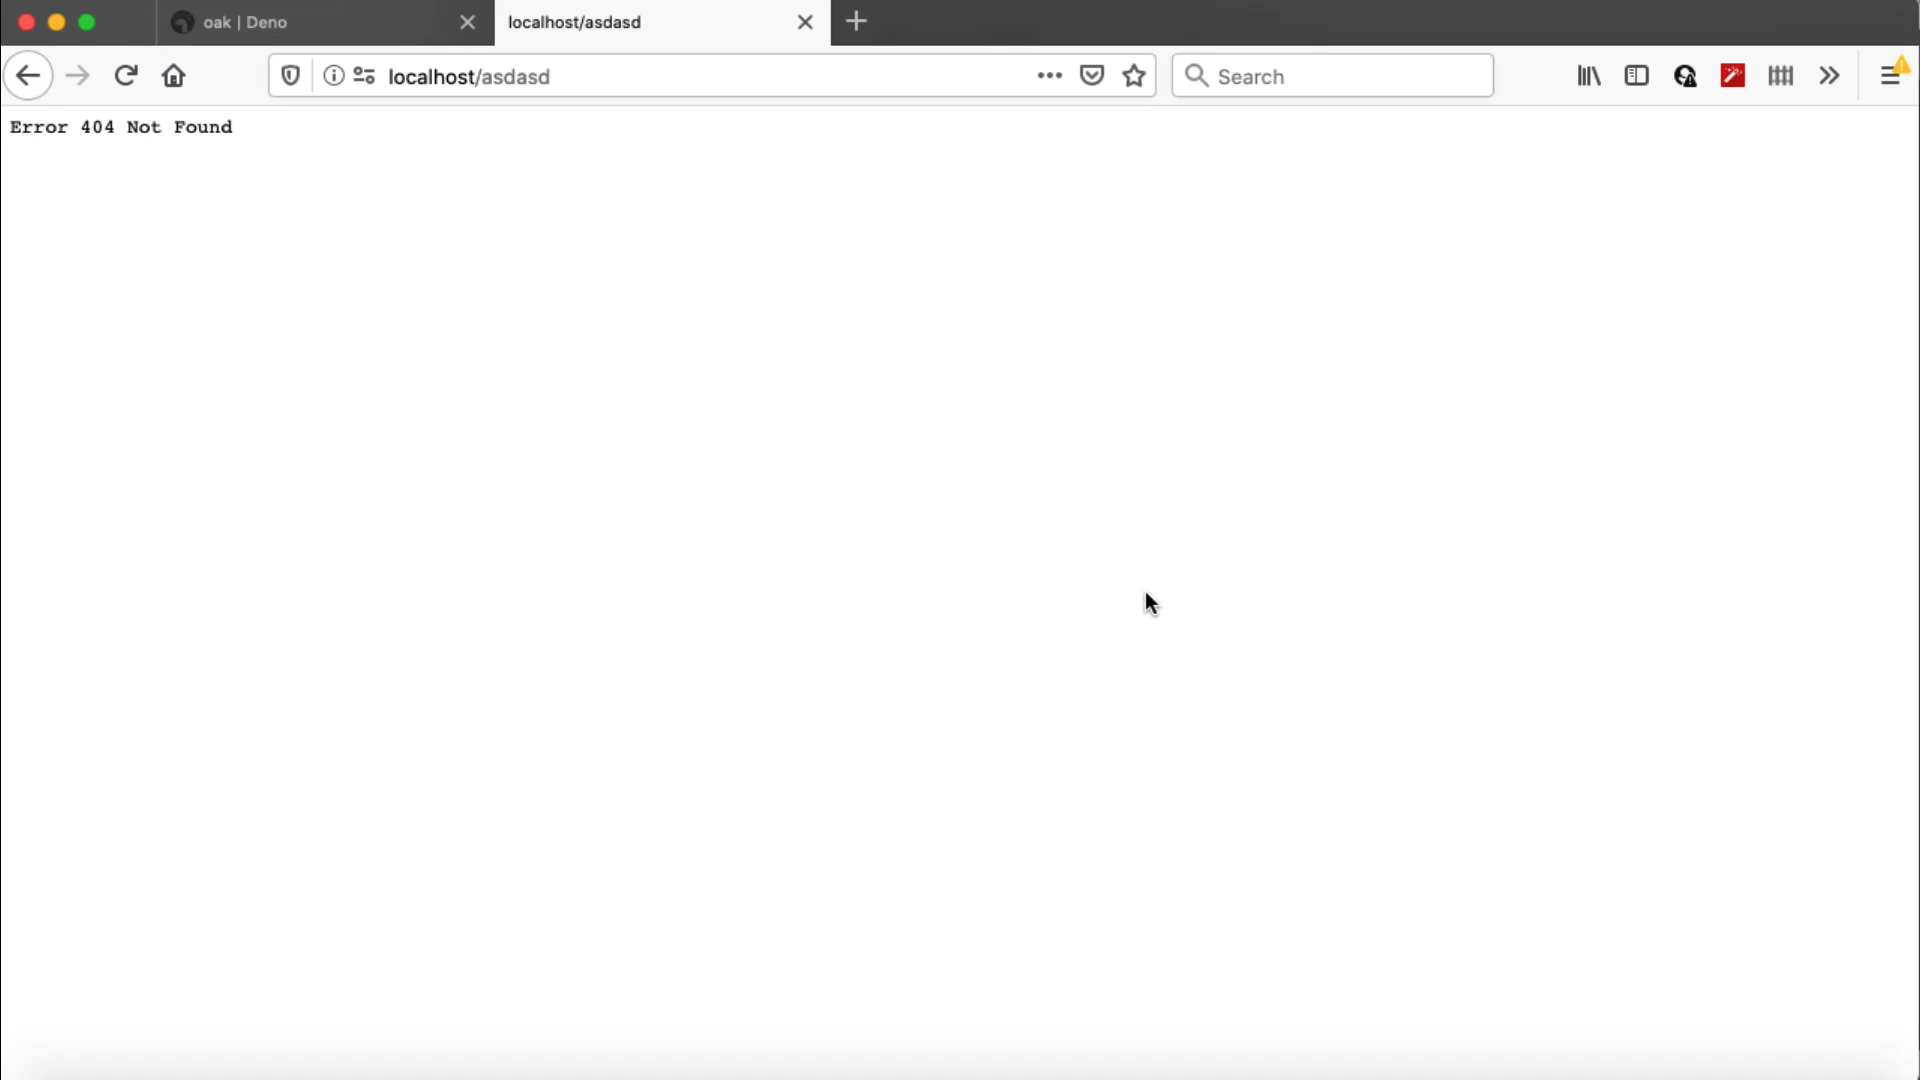 oak | Deno
localhost/asdasd
localhost/asdasd
Search
Error 404 Not Found